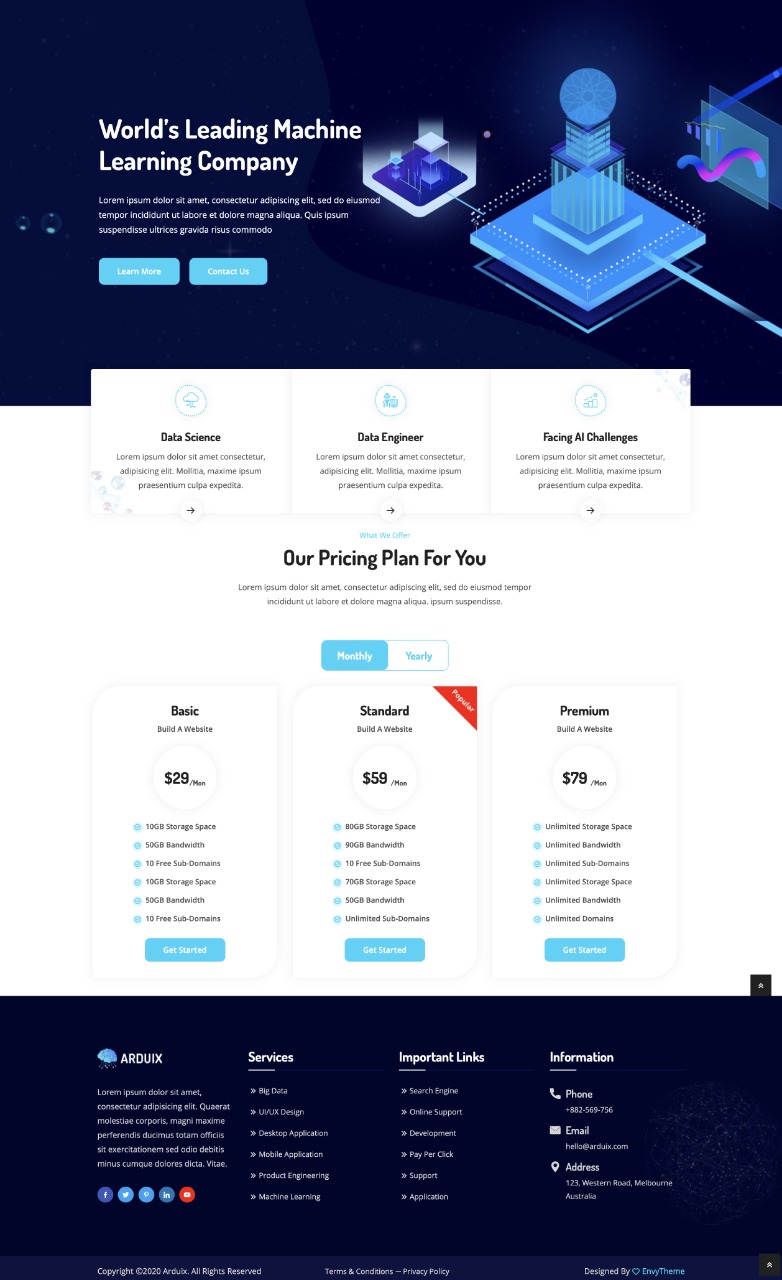 World's Leading Machine
Learning Company
Lorem ipsum dolor sit amet, consectetur adipiscing elit, sed do eiusmod
tempor incididunt ut labore et dolore magna aliqua. Quis ipsum
suspendisse ultrices gravida risus commodo
Learn More
Contact Us
Data Science
Lorem ipsum dolor sit amet consectetur,
adipisicing elit. Mollitia, maxime ipsum
praesentium culpa expedita.
Data Engineer
Lorem ipsum dolor sit amet consectetur,
adipisicing elit. Mollitia, maxime ipsum
praesentium culpa expedita.
Facing AI Challenges
Lorem ipsum dolor sit amet consectetur,
adipisicing elit. Mollitia, maxime ipsum
praesentium culpa expedita.
What We Offer
Our Pricing Plan For You
Lorem ipsum dolor sit amet, consectetur adipiscing elit, sed do eiusmod tempor
incididunt ut labore et dolore magna aliqua. ipsum suspendisse.
Monthly
Yearly
Basic
Build A Website
$29/Mon
10GB Storage Space
50GB Bandwidth
10 Free Sub-Domains
10GB Storage Space
50GB Bandwidth
10 Free Sub-Domains
Get Started
Popular
Standard
Build A Website
$59 /Mon
80GB Storage Space
90GB Bandwidth
10 Free Sub-Domains
70GB Storage Space
50GB Bandwidth
Unlimited Sub-Domains
Get Started
Premium
Build A Website
$79 /Mon
Unlimited Storage Space
Unlimited Bandwidth
Unlimited Sub-Domains
Unlimited Storage Space
Unlimited Bandwidth
Unlimited Domains
Get Started
ARDUIX
Lorem ipsum dolor sit amet,
consectetur adipisicing elit. Quaerat
molestiae corporis, magni maxime
perferendis ducimus totam officiis
sit exercitationem sed odio debitis
minus cumque dolores dicta. Vitae.
Services
Big Data
UI/UX Design
Desktop Application
Mobile Application
Product Engineering
Machine Learning
Important Links
Search Engine
Online Support
Development
Pay Per Click
Support
Application
Information
Phone
+882-569-756
Email
hello@arduix.com
Address
123, Western Road, Melbourne
Australia
Copyright ©2020 Arduix. All Rights Reserved
Terms & Conditions — Privacy Policy
Designed By ♡ EnvyTheme